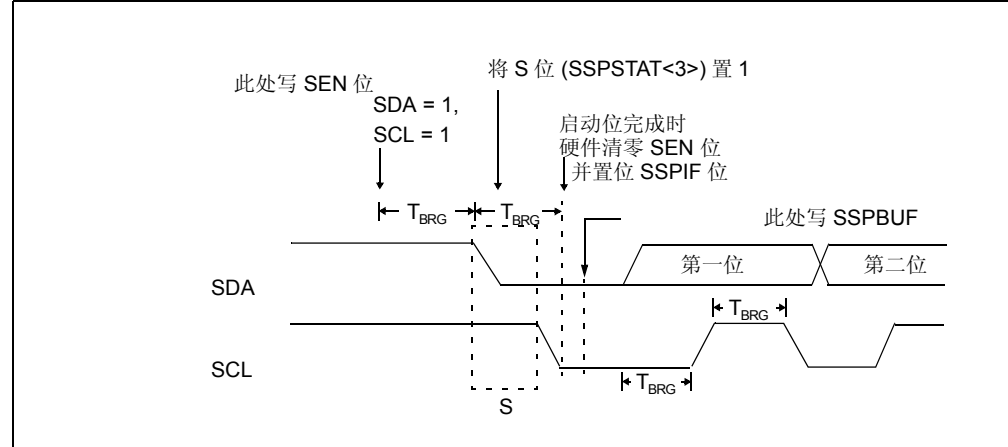 将 S 位 (SSPSTAT<3>) 置 1
此处写 SEN 位
SDA = 1,
SCL = 1
启动位完成时
硬件清零 SEN 位
并置位 SSPIF 位
TBRG
TBRG
此处写 SSPBUF
第一位
第二位
SDA
TBRG
SCL
TBRG
S